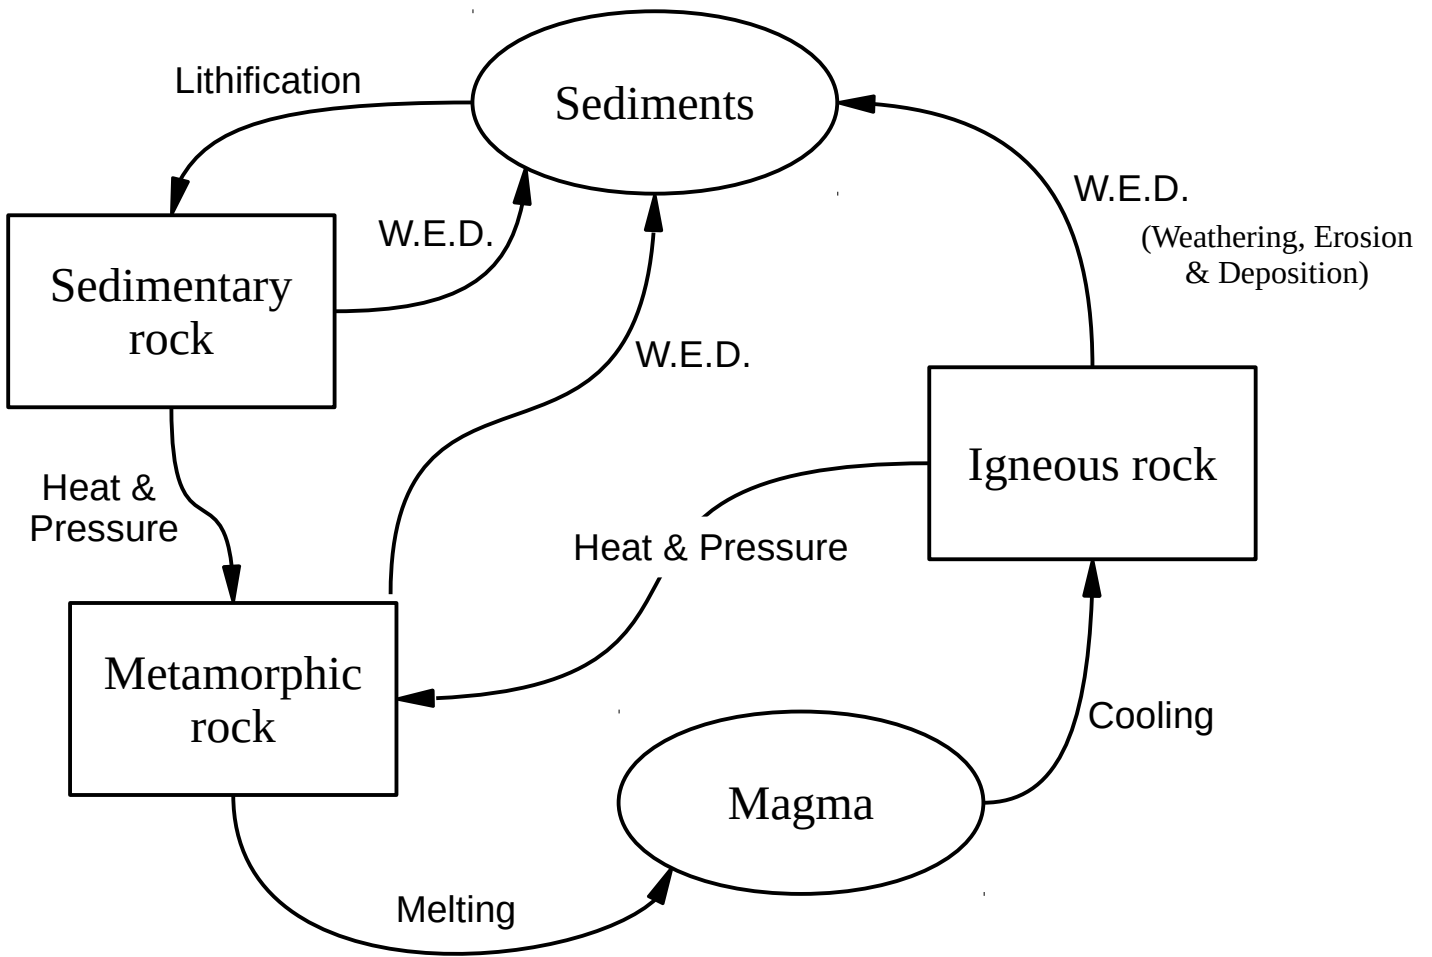 Sediments
Lithification
W.E.D.
(Weathering, Erosion
& Deposition)
W.E.D.
Sedimentary
rock
W.E.D.
Igneous rock
Heat &
Pressure
Heat & Pressure
Metamorphic
rock
Cooling
Magma
Melting